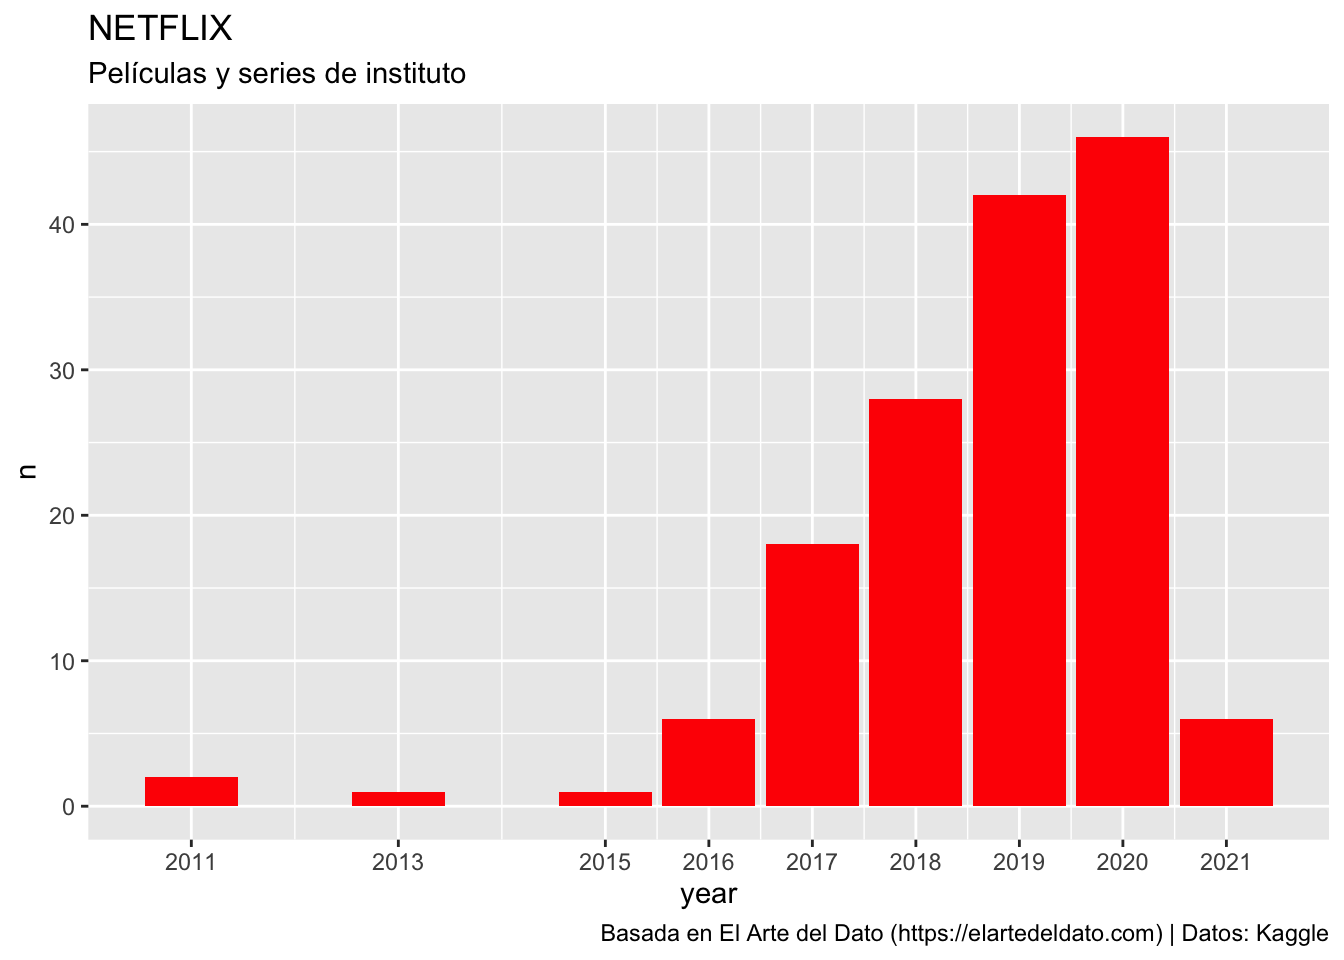 NETFLIX
Películas y series de instituto
40
30
20
10
0
n
2011 2013 2015 2016 2017 2018 2019 2020 2021
year
Basada en El Arte del Dato (https://elartedeldato.com) | Datos: Kaggle